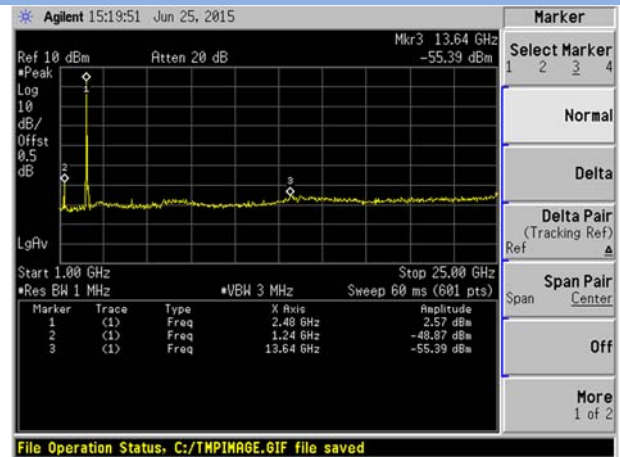 Agilent 15:19:51 Jun 25, 2015
Marker
Mkr3 13.64 GHz
Ref 10 dBm Atten 20 dB -55.39 dBm
Select Marker
1 2 3 4
Normal
Delta
Delta Pair
(Tracking Ref)
Ref Δ
Span Pair
Span Center
Off
More
1 of 2
*Peak
Log
10
dB/
Offst
0.5
dB
LgAv
1
2
3
Start 1.00 GHz Stop 25.00 GHz
*Res BW 1 MHz *VBW 3 MHz Sweep 60 ms (601 pts)
Marker Trace Type X Axis Amplitude
1 (1) Freq 2.48 GHz 2.57 dBm
2 (1) Freq 1.24 GHz -48.87 dBm
3 (1) Freq 13.64 GHz -55.39 dBm
File Operation Status, C:/TMPIMAGE.GIF file saved